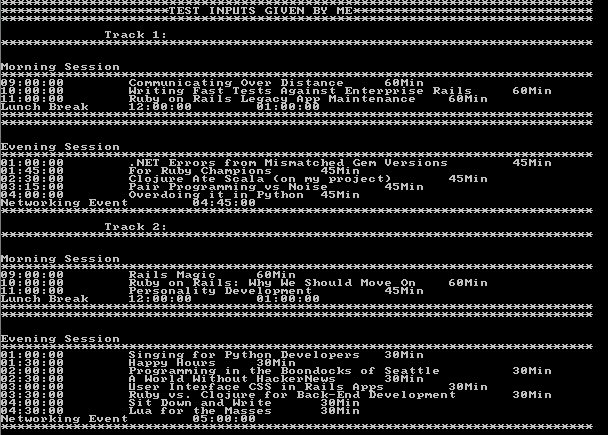 ***********************TEST INPUTS GIVEN BY ME******************************
Track 1:
Morning Session
09:00:00 Communicating Over Distance 60Min
10:00:00 Writing Fast Tests Against Enterprise Rails 60Min
11:00:00 Ruby on Rails Legacy App Maintenance 60Min
Lunch Break 12:00:00 01:00:00
Evening Session
01:00:00 .NET Errors from Mismatched Gem Versions 45Min
01:45:00 For Ruby Champions 45Min
02:30:00 Clojure Ate Scala (on my project) 45Min
03:15:00 Pair Programming vs Noise 45Min
04:00:00 Overdoing it in Python 45Min
Networking Event 04:45:00
Track 2:
Morning Session
09:00:00 Rails Magic 60Min
10:00:00 Ruby on Rails: Why We Should Move On 60Min
11:00:00 Personality Development 45Min
Lunch Break 12:00:00 01:00:00
Evening Session
01:00:00 Singing for Python Developers 30Min
01:30:00 Happy Hours 30Min
02:00:00 Programming in the Boondocks of Seattle 30Min
02:30:00 A World Without HackerNews 30Min
03:00:00 User Interface CSS in Rails Apps 30Min
03:30:00 Ruby vs. Clojure for Back-End Development 30Min
04:00:00 Sit Down and Write 30Min
04:30:00 Lua for the Masses 30Min
Networking Event 05:00:00